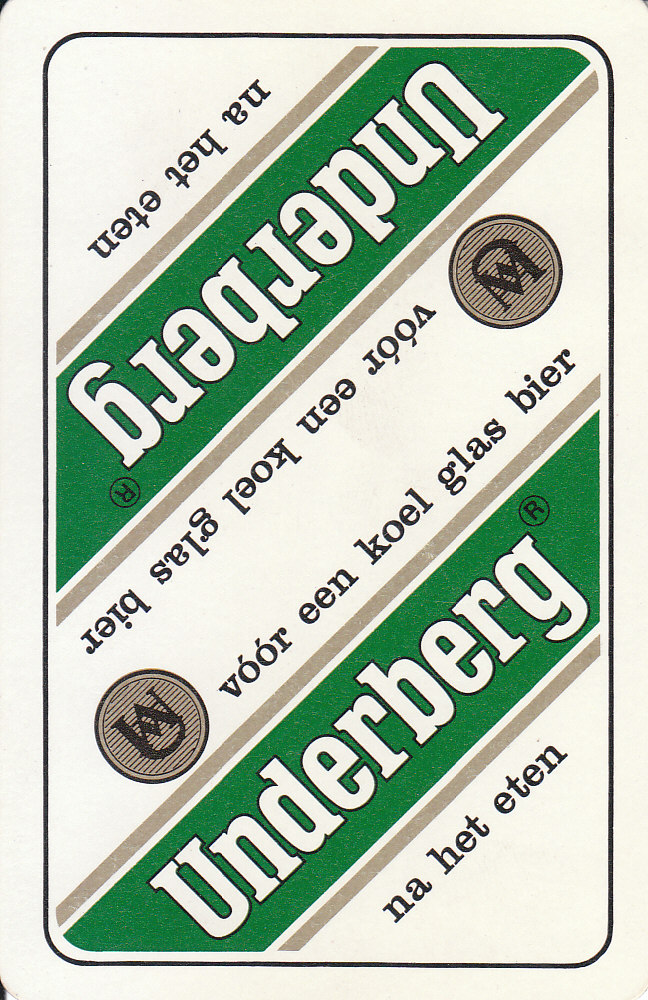 na het eten
Underberg®
vóór een koel glas bier
vóór een koel glas bier
Underberg®
na het eten